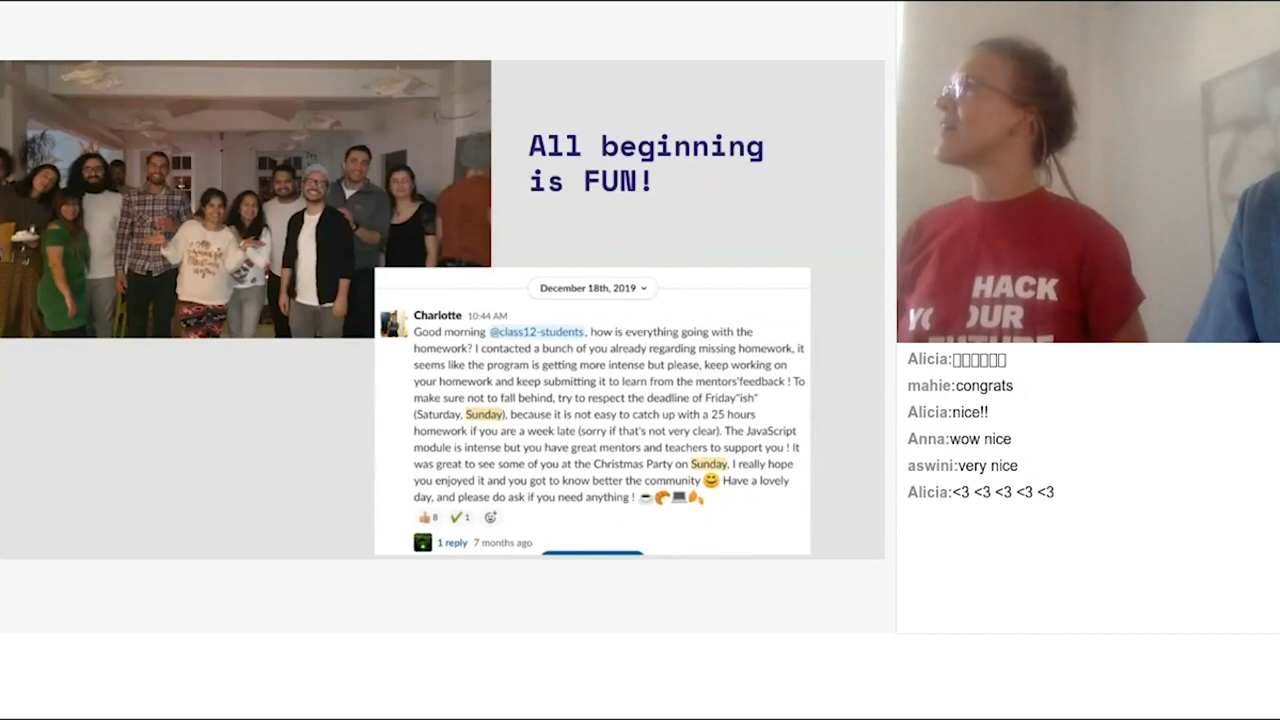 All beginning
is FUN!
December 18th, 2019
Charlotte 10:44 AM
Good morning @class12-students, how is everything going with the
homework? I contacted a bunch of you already regarding missing homework, it
seems like the program is getting more intense but please, keep working on
your homework and keep submitting it to learn from the mentors'feedback ! To
make sure not to fall behind, try to respect the deadline of Friday"ish"
(Saturday, Sunday), because it is not easy to catch up with a 25 hours
homework if you are a week late (sorry if that's not very clear). The JavaScript
module is intense but you have great mentors and teachers to support you ! It
was great to see some of you at the Christmas Party on Sunday, I really hope
you enjoyed it and you got to know better the community 😊 Have a lovely
day, and please do ask if you need anything ! ☕🥐💻🍂
👍 8 ✔ 1
1 reply 7 months ago
HACK
YOUR
FUTURE
Alicia:▯▯▯▯▯▯
mahie:congrats
Alicia:nice!!
Anna:wow nice
aswini:very nice
Alicia:<3 <3 <3 <3 <3